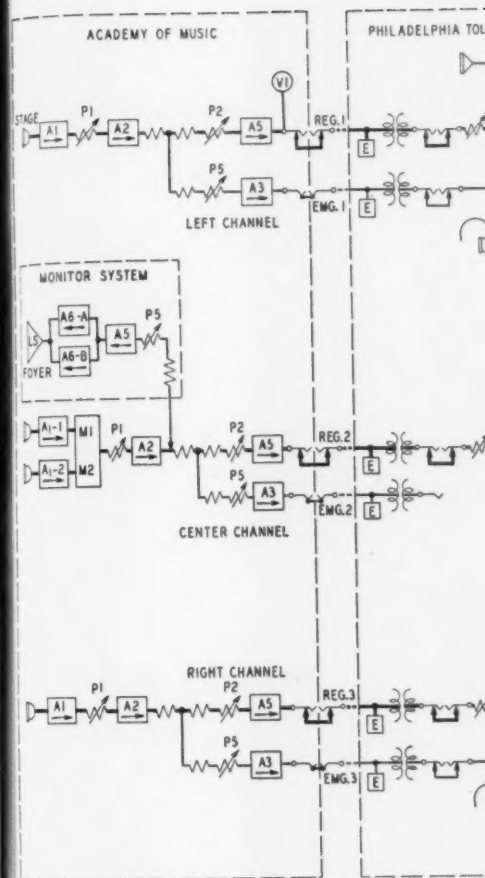 ACADEMY OF MUSIC
PHILADELPHIA TOL
V1
STAGE A1 P1 A2 P2 A5 REG.1
E
P5 A3 EMG.1
E
LEFT CHANNEL
MONITOR SYSTEM
A6-A P5
LS A5
A6-B
FOYER
A1-1 M1 P1 A2 P2 A5 REG.2
A1-2 M2
E
P5 A3 EMG.2
E
CENTER CHANNEL
RIGHT CHANNEL
A1 P1 A2 P2 A5 REG.3
E
P5 A3 EMG.3
E